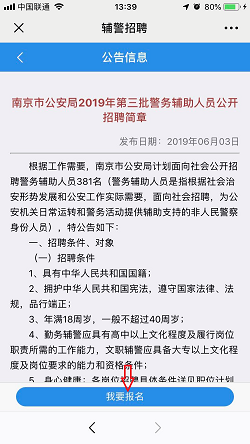 中国联通
13:39
辅警招聘
公告信息
南京市公安局2019年第三批警务辅助人员公开
招聘简章
发布日期：2019年06月03日
根据工作需要，南京市公安局计划面向社会公开招
聘警务辅助人员381名（警务辅助人员是指根据社会治
安形势发展和公安工作实际需要，面向社会招聘，为公
安机关日常运转和警务活动提供辅助支持的非人民警察
身份人员），特公告如下：
一、招聘条件、对象
（一）招聘条件
1、具有中华人民共和国国籍；
2、拥护中华人民共和国宪法，遵守国家法律、法
规，品行端正；
3、年满18周岁，一般不超过40周岁；
4、勤务辅警应具有高中以上文化程度及履行岗位
职责所需的工作能力，文职辅警应具备大专以上文化程
度及岗位要求的能力和资格条件；
5、身心健康；各岗位招聘具体条件详见职位计划
我要报名